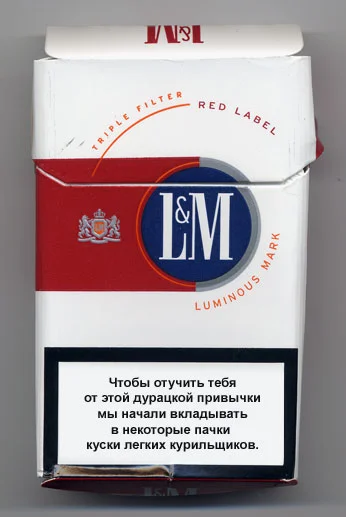 L&M
TRIPLE FILTER
RED LABEL
L&M
LUMINOUS MARK
Чтобы отучить тебя
от этой дурацкой привычки
мы начали вкладывать
в некоторые пачки
куски легких курильщиков.